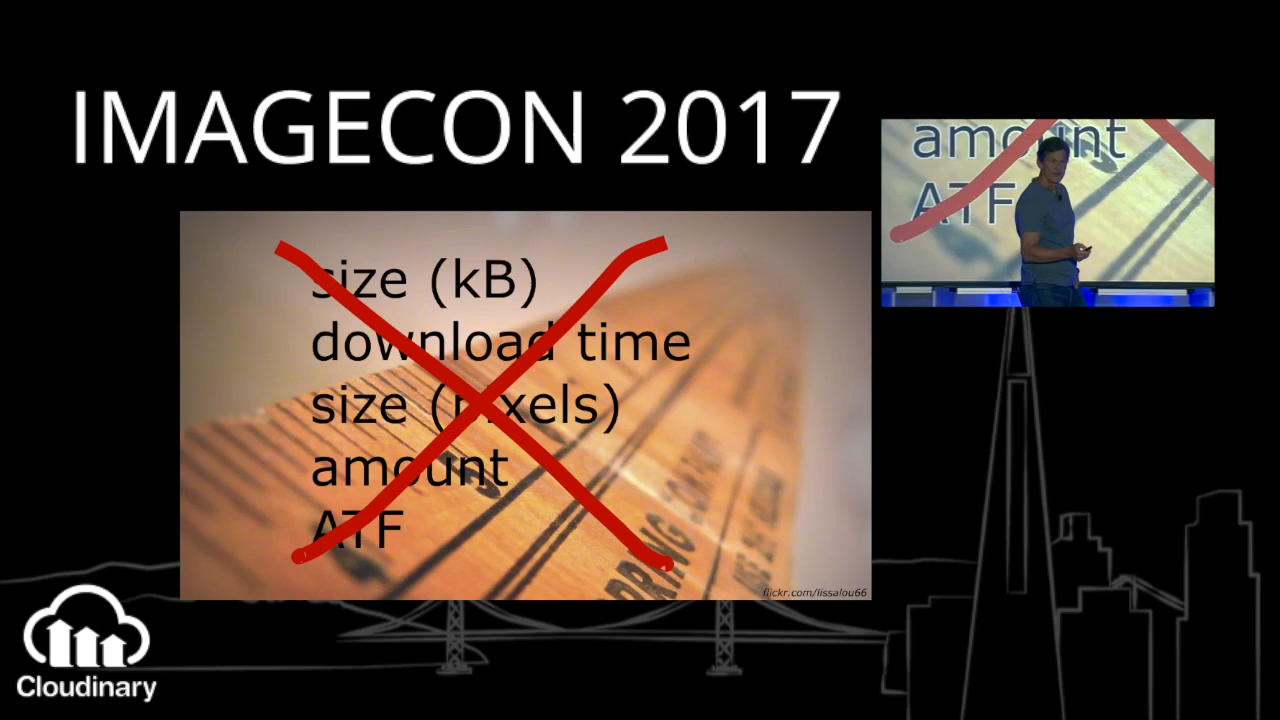 IMAGECON 2017
amount
ATF
size (kB)
download time
size (pixels)
amount
ATF
flickr.com/lissalou66
Cloudinary